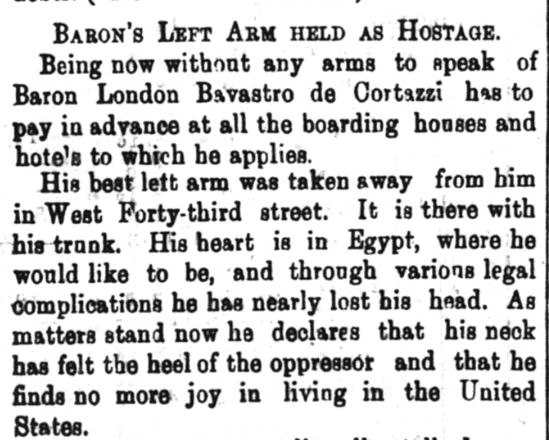 BARON'S LEFT ARM HELD AS HOSTAGE.
Being now without any arms to speak of
Baron London Bavastro de Cortazzi has to
pay in advance at all the boarding houses and
hotels to which he applies.
His best left arm was taken away from him
in West Forty-third street. It is there with
his trunk. His heart is in Egypt, where he
would like to be, and through various legal
complications he has nearly lost his head. As
matters stand now he declares that his neck
has felt the heel of the oppressor and that he
finds no more joy in living in the United
States.